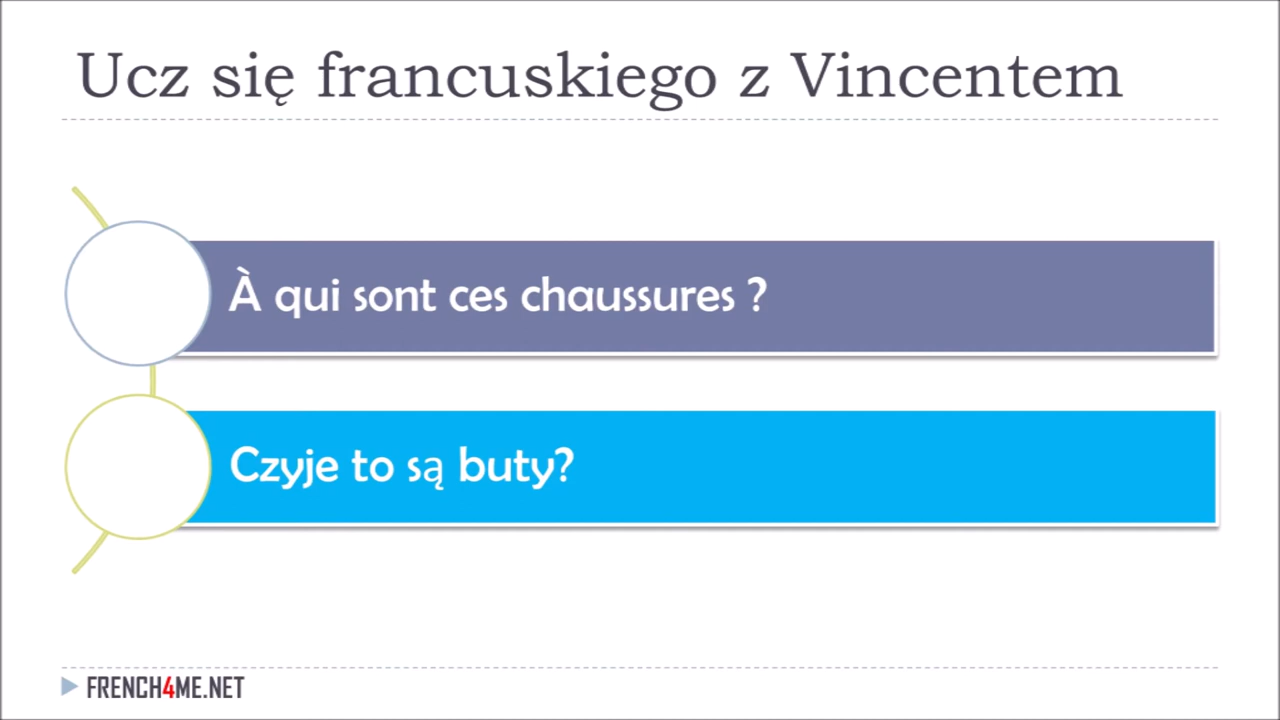 Ucz się francuskiego z Vincentem
À qui sont ces chaussures ?
Czyje to są buty?
FRENCH4ME.NET